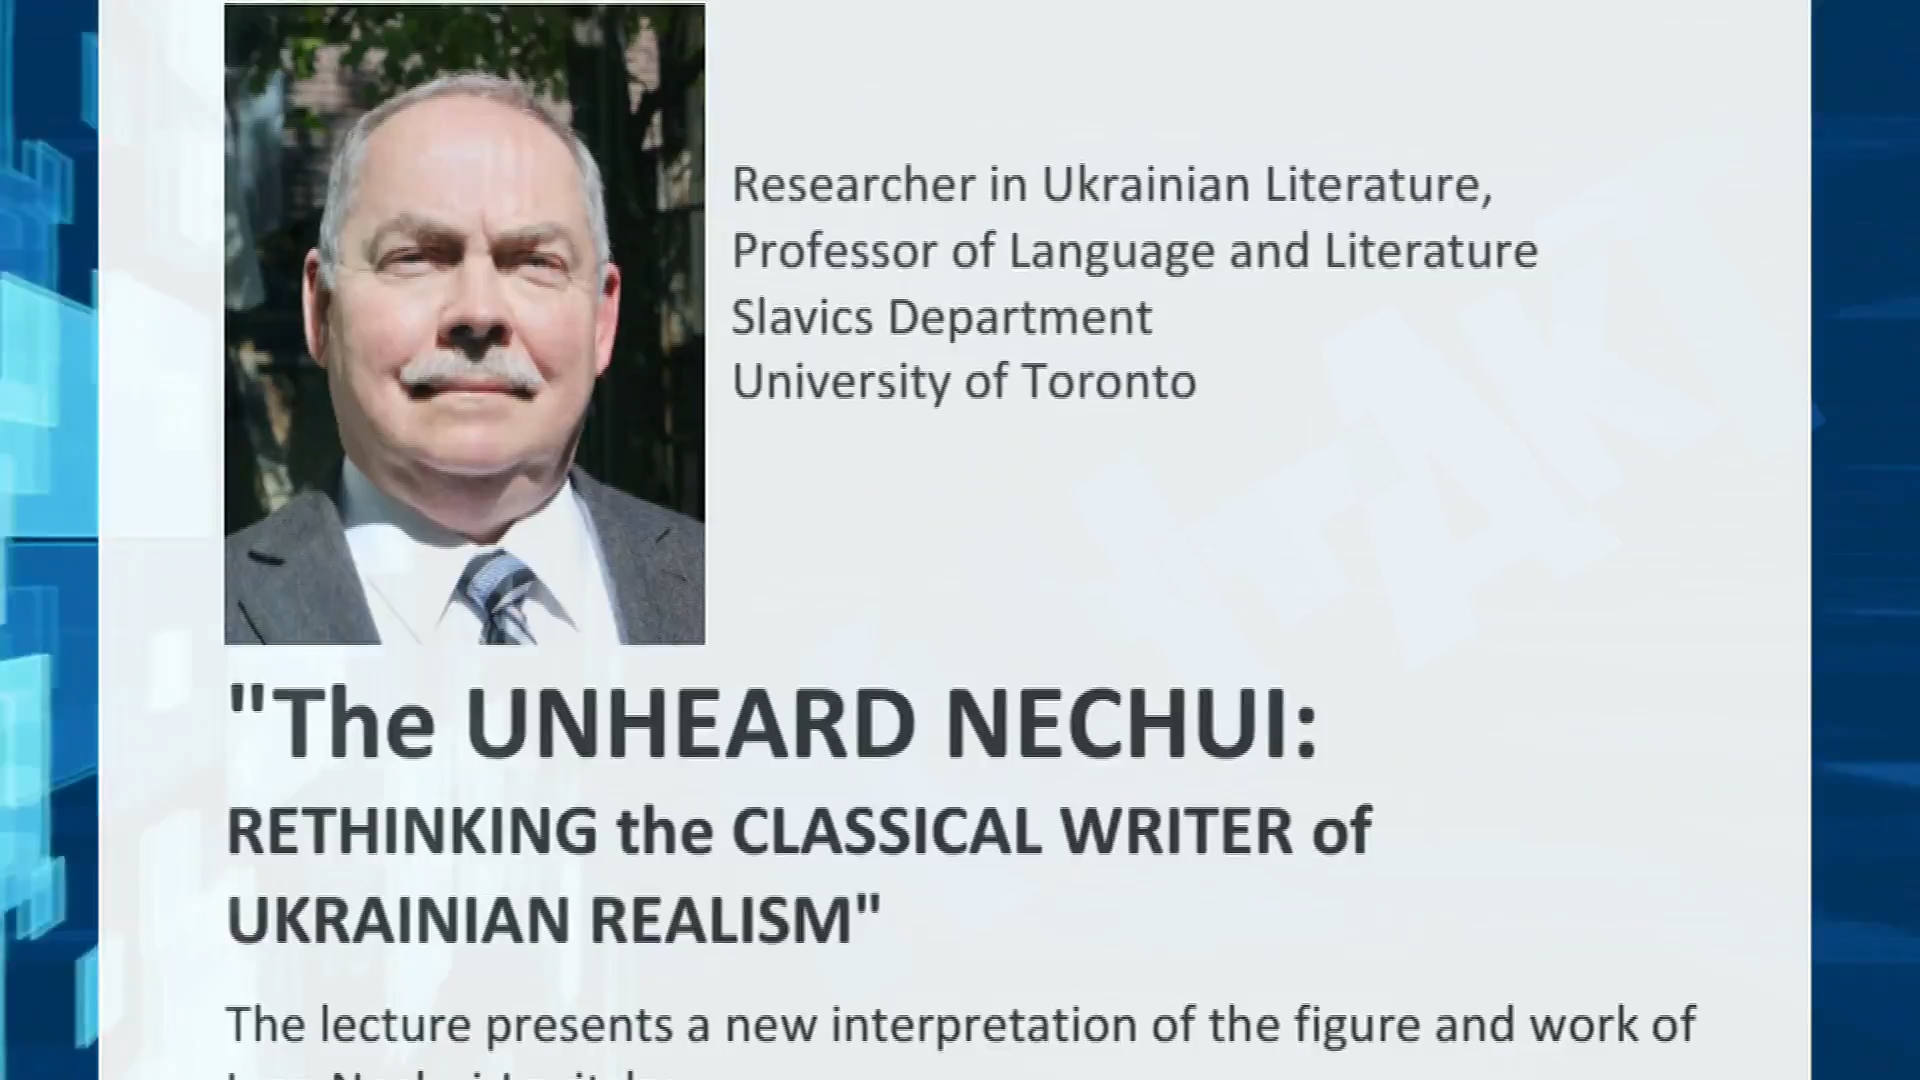 Researcher in Ukrainian Literature,
Professor of Language and Literature
Slavics Department
University of Toronto
"The UNHEARD NECHUI:
RETHINKING the CLASSICAL WRITER of
UKRAINIAN REALISM"
The lecture presents a new interpretation of the figure and work of